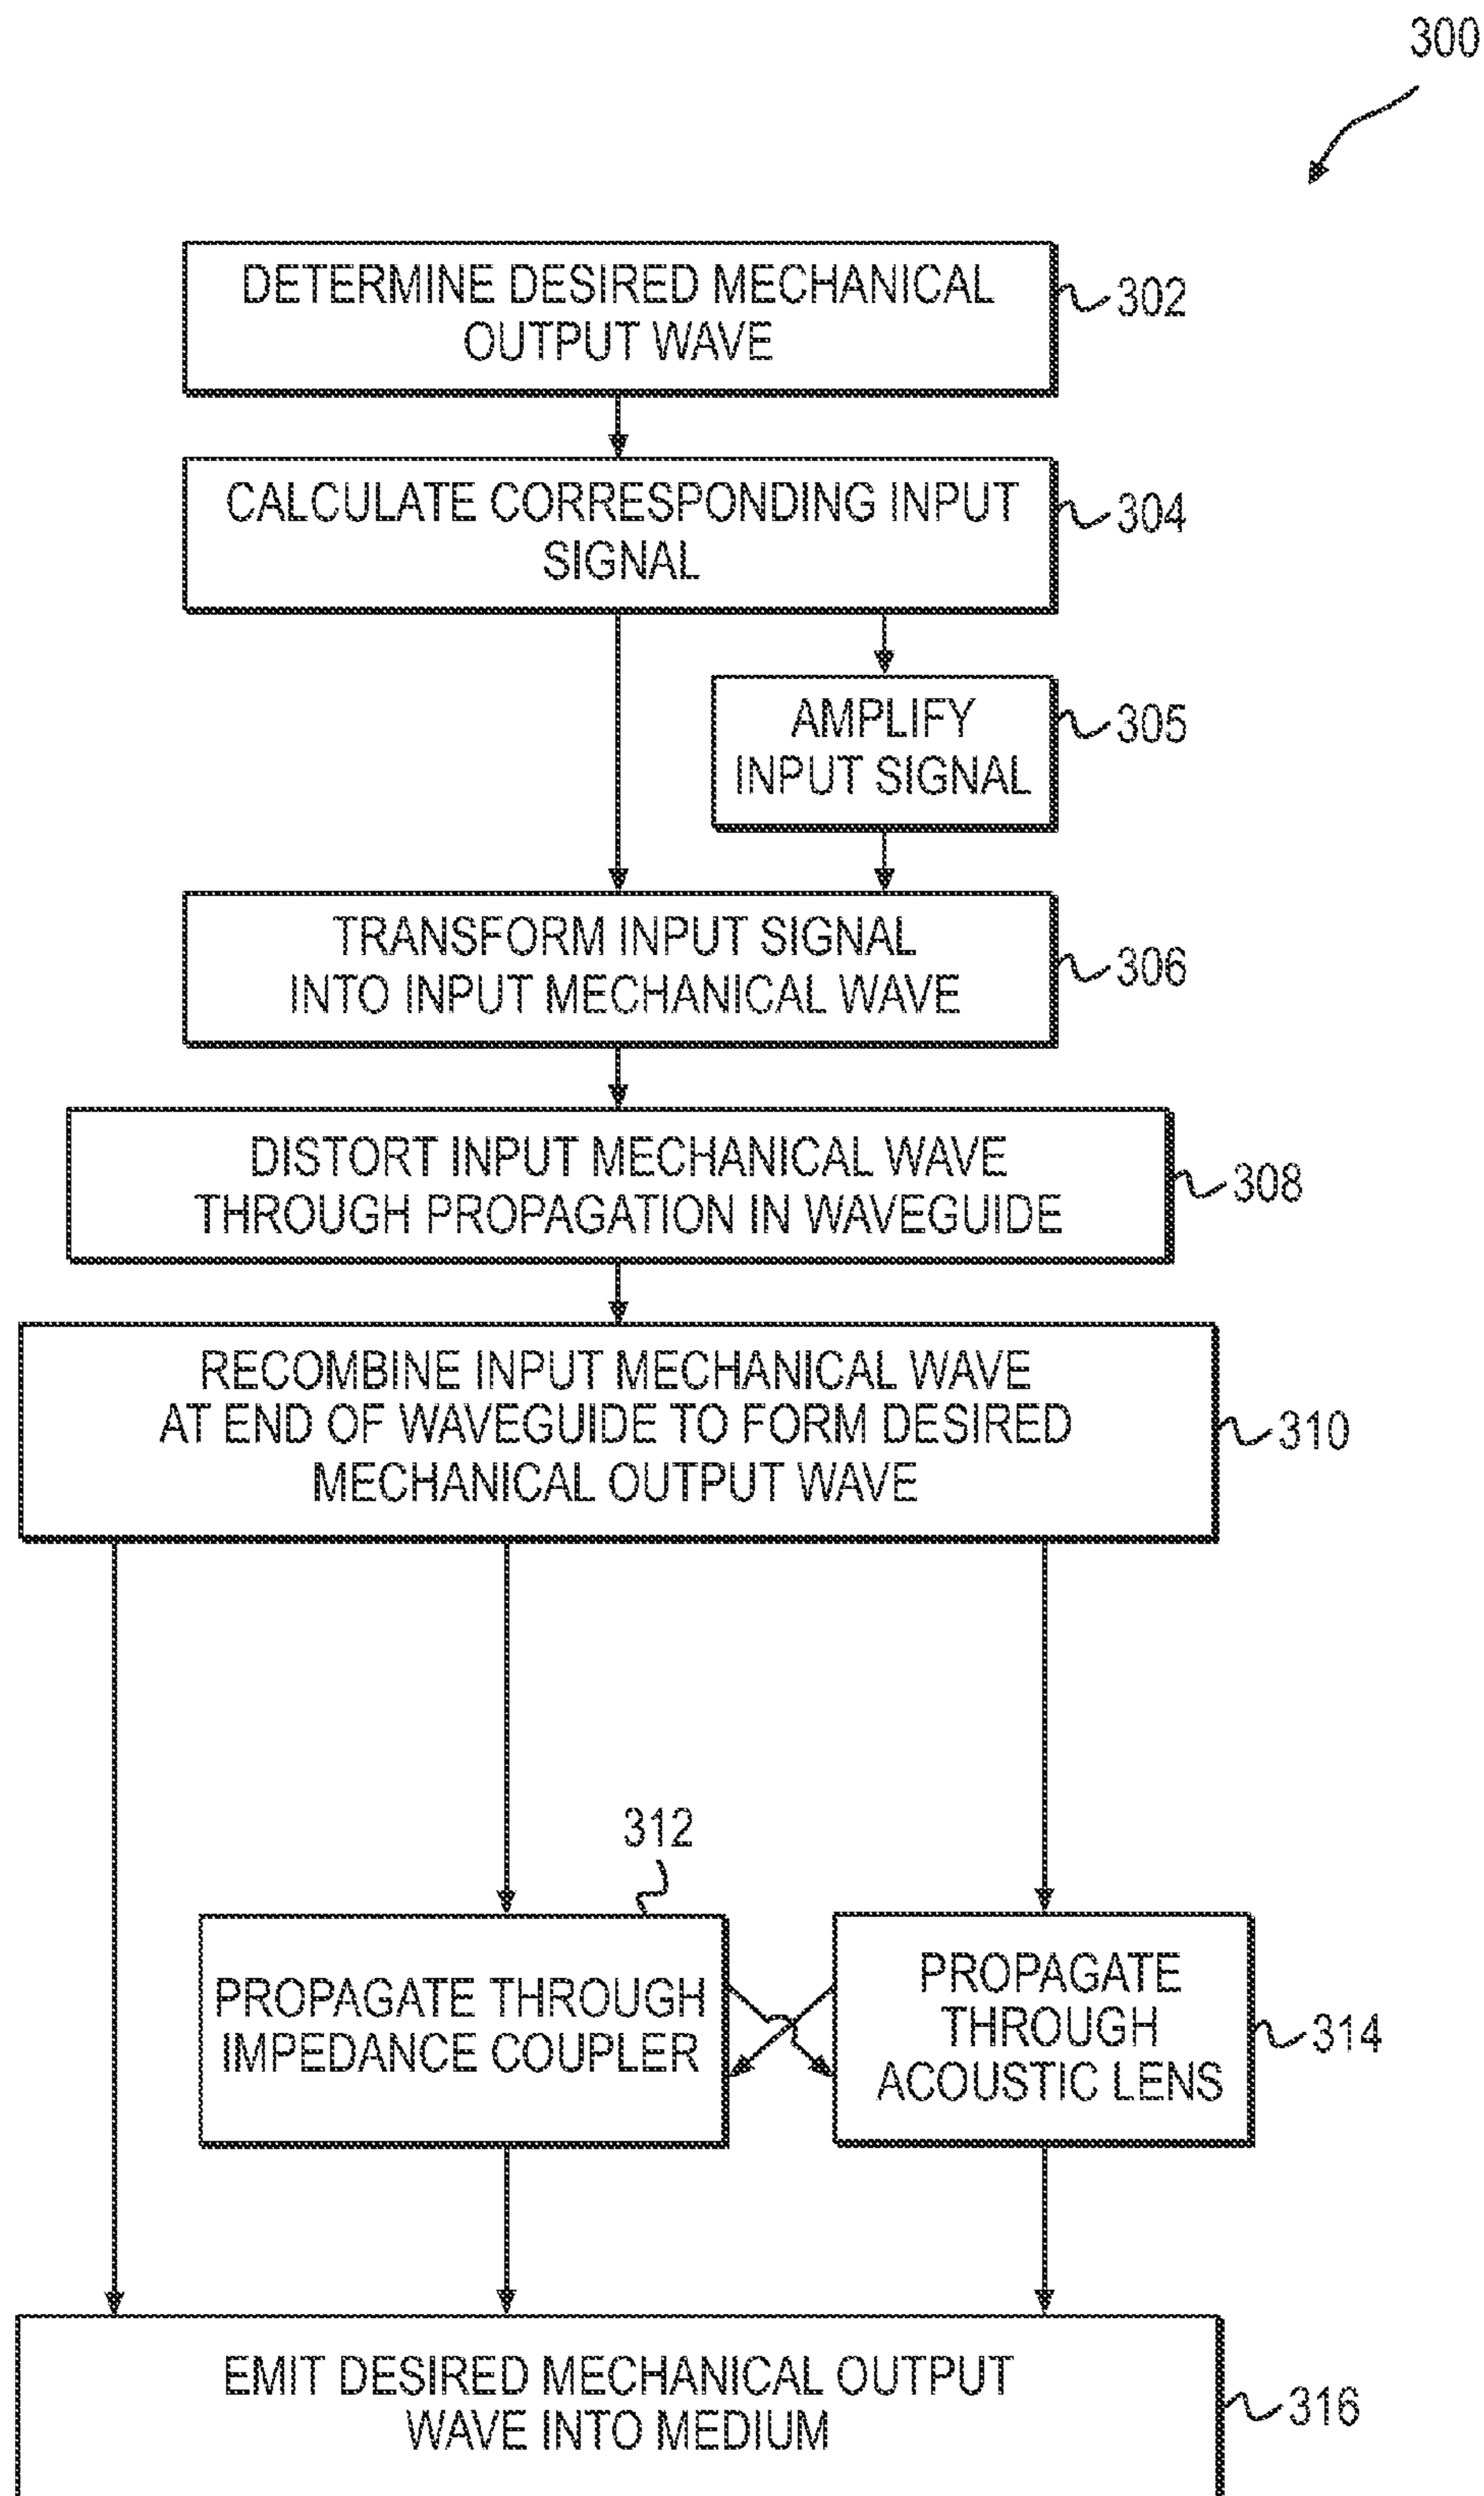 300
DETERMINE DESIRED MECHANICAL
OUTPUT WAVE
302
CALCULATE CORRESPONDING INPUT
SIGNAL
304
AMPLIFY
INPUT SIGNAL
305
TRANSFORM INPUT SIGNAL
INTO INPUT MECHANICAL WAVE
306
DISTORT INPUT MECHANICAL WAVE
THROUGH PROPAGATION IN WAVEGUIDE
308
RECOMBINE INPUT MECHANICAL WAVE
AT END OF WAVEGUIDE TO FORM DESIRED
MECHANICAL OUTPUT WAVE
310
312
PROPAGATE THROUGH
IMPEDANCE COUPLER
PROPAGATE
THROUGH
ACOUSTIC LENS
314
EMIT DESIRED MECHANICAL OUTPUT
WAVE INTO MEDIUM
316